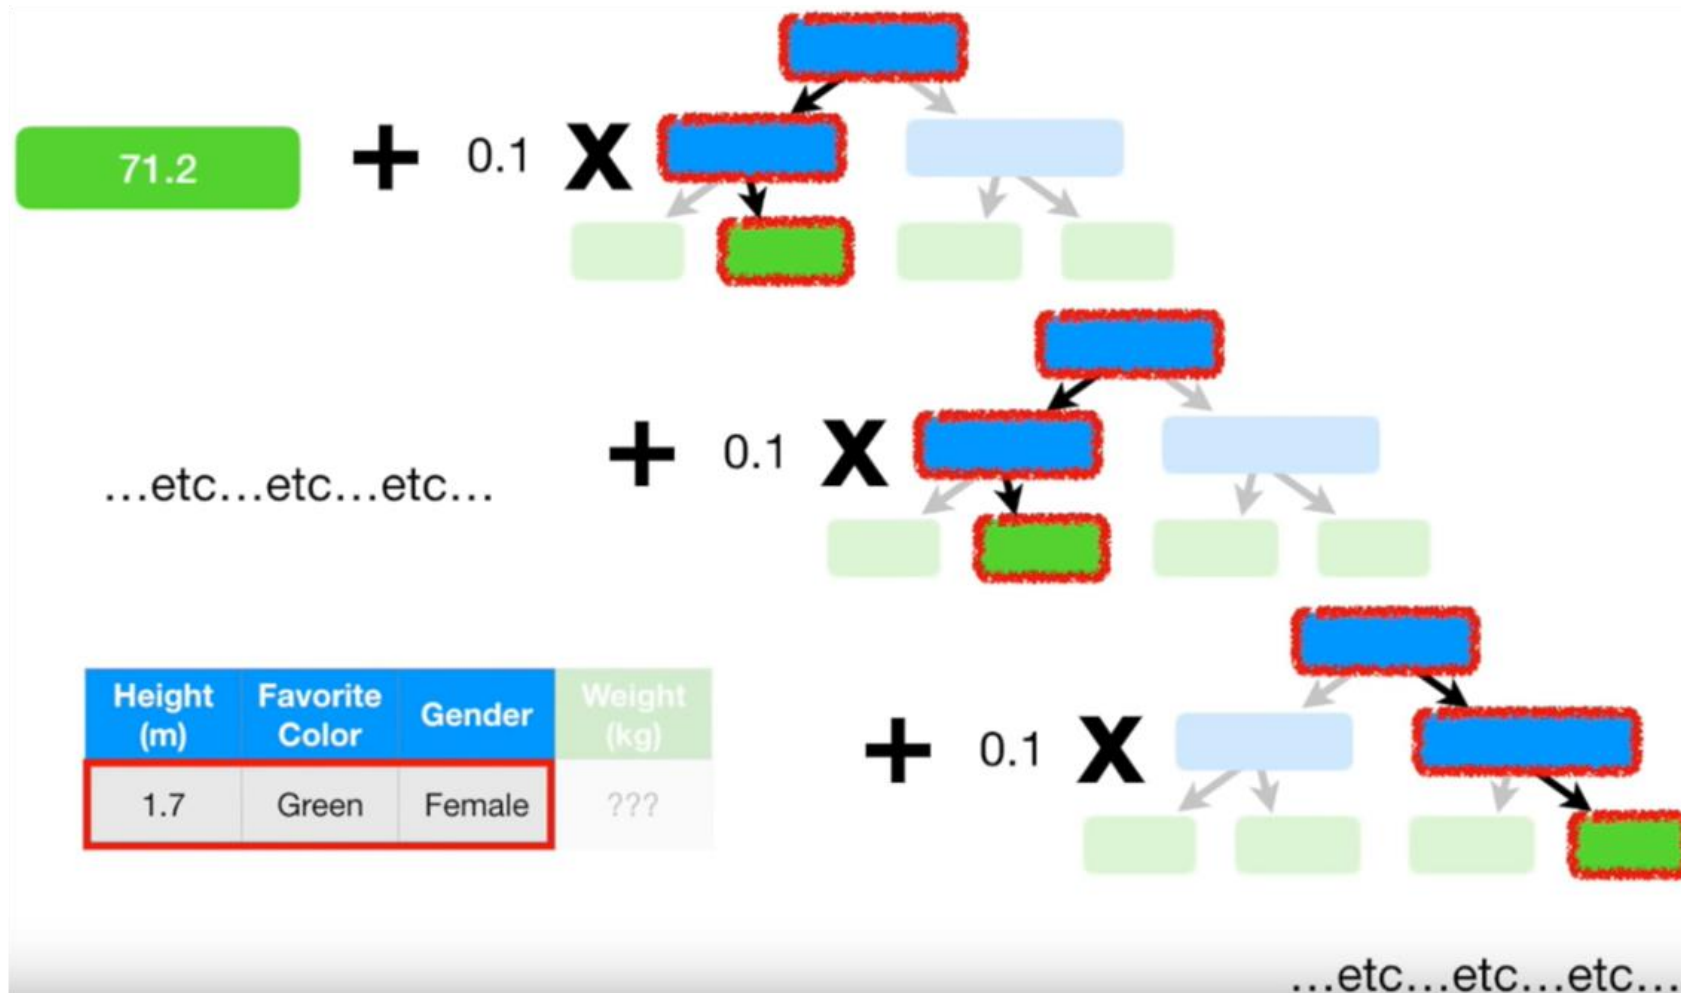 71.2 + 0.1 X
+ 0.1 X
...etc...etc...etc...
Height (m) Favorite Color Gender Weight (kg)
1.7 Green Female ???
+ 0.1 X
...etc...etc...etc...